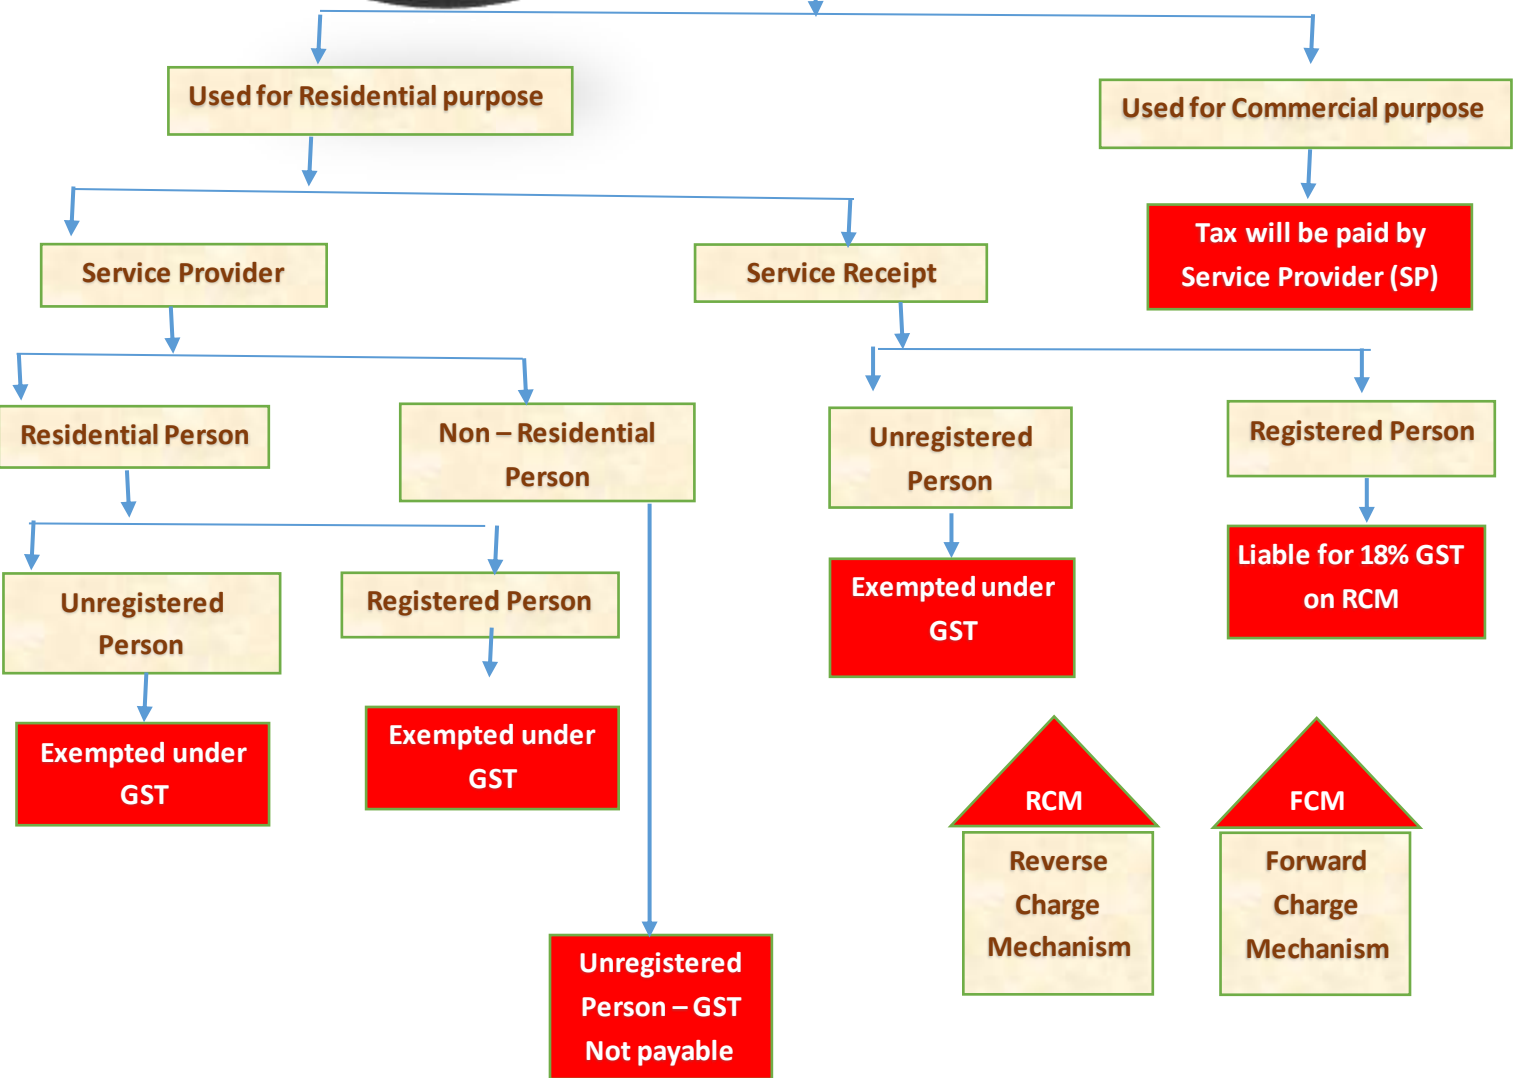 Used for Residential purpose
Used for Commercial purpose
Tax will be paid by
Service Provider (SP)
Service Provider
Service Receipt
Residential Person
Non – Residential
Person
Unregistered
Person
Registered Person
Unregistered
Person
Registered Person
Exempted under
GST
Liable for 18% GST
on RCM
Exempted under
GST
Exempted under
GST
RCM
FCM
Reverse
Charge
Mechanism
Forward
Charge
Mechanism
Unregistered
Person – GST
Not payable